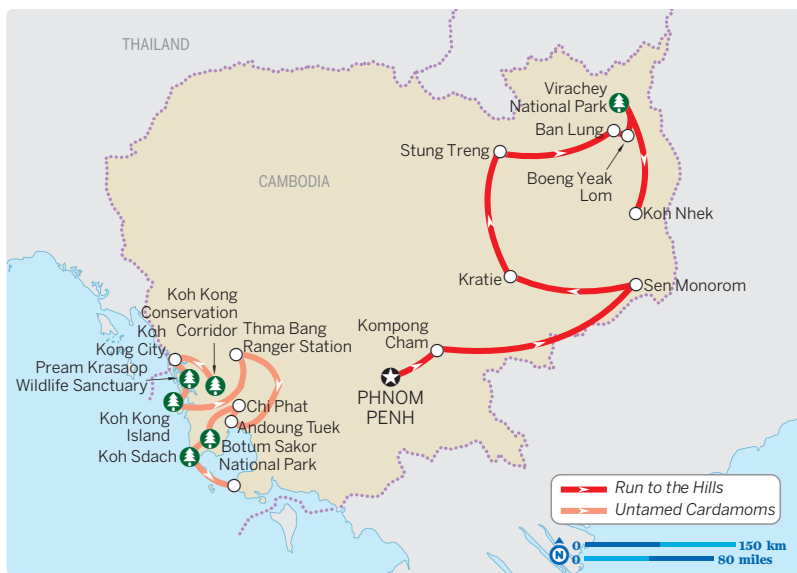 THAILAND
Virachey
National Park
Ban Lung
Stung Treng
Boeng Yeak
Lom
CAMBODIA
Koh Nhek
Kratie
Sen Monorom
Koh Kong
Conservation
Corridor
Koh
Kong City
Thma Bang
Ranger Station
Kompong
Cham
Pream Krasaop
Wildlife Sanctuary
PHNOM
PENH
Chi Phat
Koh Kong
Island
Andoung Tuek
Botum Sakor
National Park
Koh Sdach
Run to the Hills
Untamed Cardamoms
N
0 150 km
0 80 miles